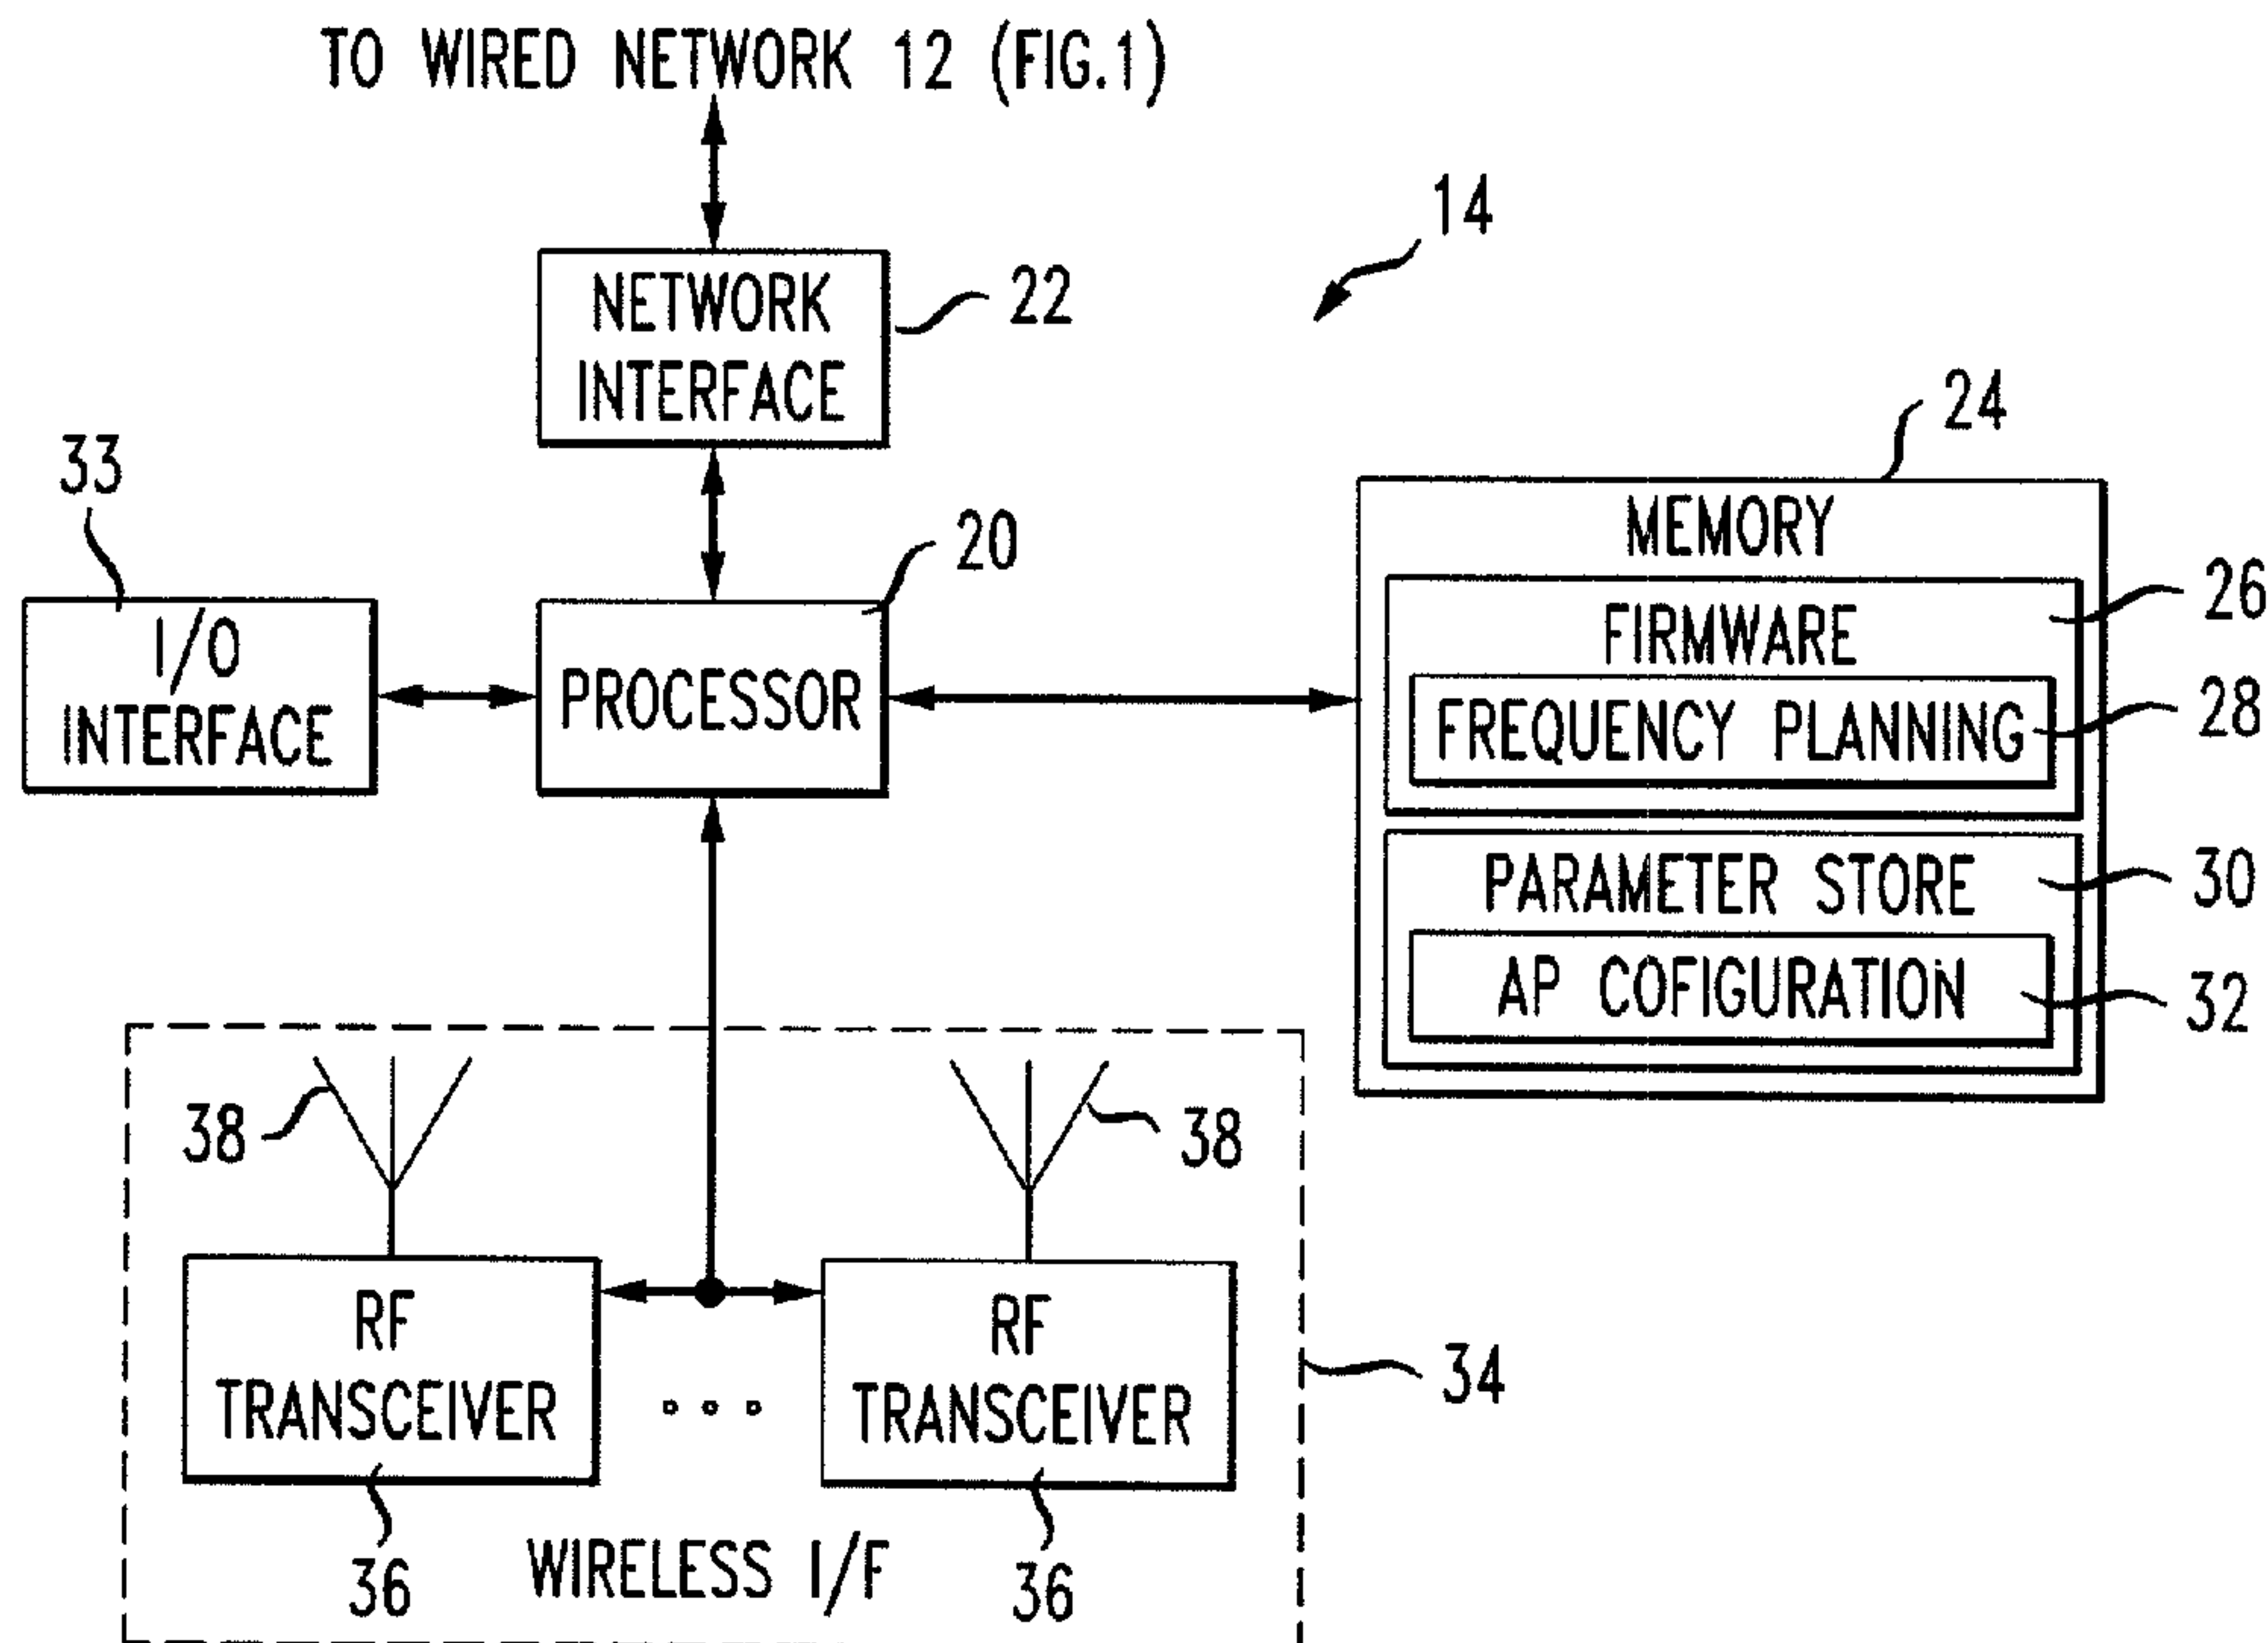 TO WIRED NETWORK 12 (FIG.1)
14
NETWORK
INTERFACE
22
24
33
20
MEMORY
26
I/O
INTERFACE
PROCESSOR
FIRMWARE
28
FREQUENCY PLANNING
PARAMETER STORE
30
AP COFIGURATION
32
38
38
RF
TRANSCEIVER
RF
TRANSCEIVER
34
36
WIRELESS I/F
36